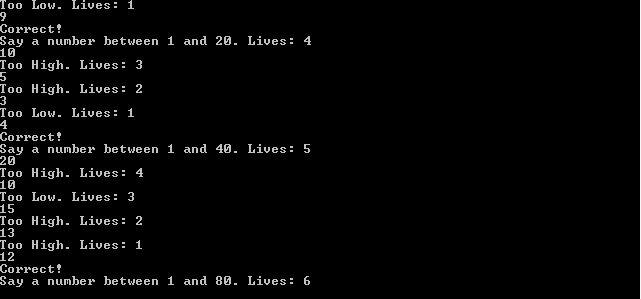 Too Low. Lives: 1
9
Correct!
Say a number between 1 and 20. Lives: 4
10
Too High. Lives: 3
5
Too High. Lives: 2
3
Too Low. Lives: 1
4
Correct!
Say a number between 1 and 40. Lives: 5
20
Too High. Lives: 4
10
Too Low. Lives: 3
15
Too High. Lives: 2
13
Too High. Lives: 1
12
Correct!
Say a number between 1 and 80. Lives: 6